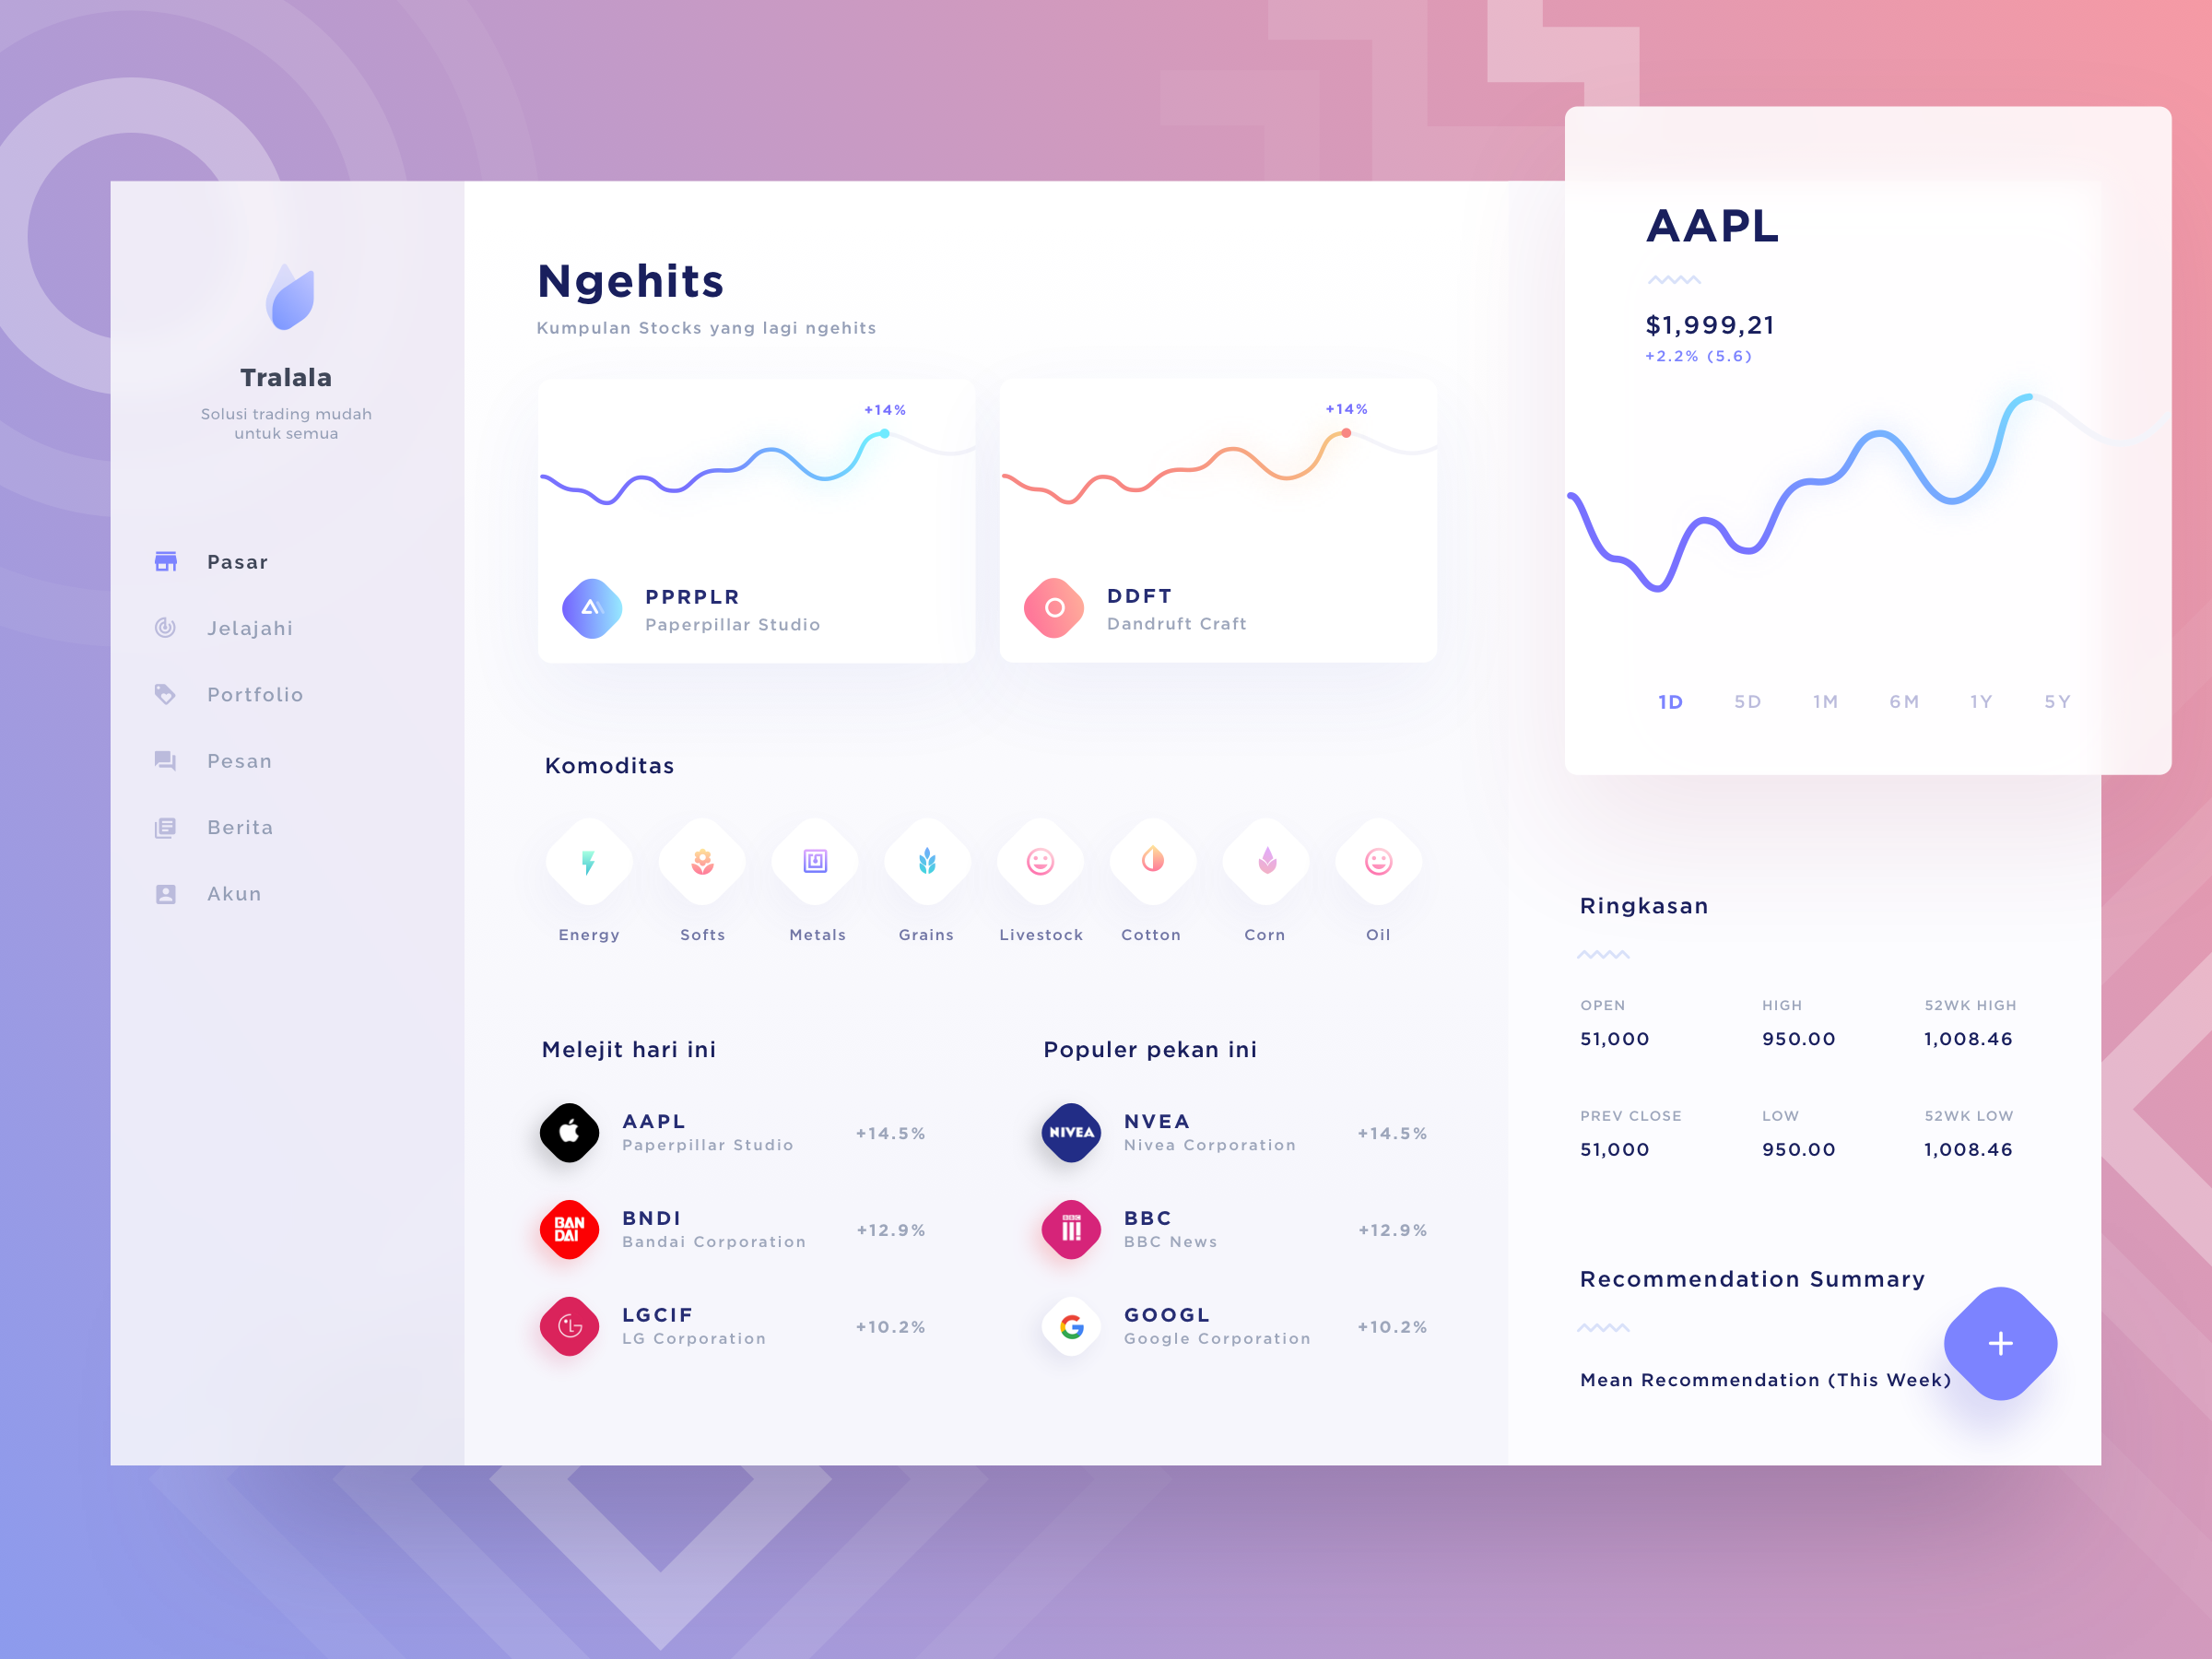 Tralala
Solusi trading mudah
untuk semua
Pasar
Jelajahi
Portfolio
Pesan
Berita
Akun
Ngehits
Kumpulan Stocks yang lagi ngehits
+14%
PPRPLR
Paperpillar Studio
+14%
DDFT
Dandruft Craft
Komoditas
Energy
Softs
Metals
Grains
Livestock
Cotton
Corn
Oil
Melejit hari ini
AAPL
Paperpillar Studio
+14.5%
BAN
DAI
BNDI
Bandai Corporation
+12.9%
LGCIF
LG Corporation
+10.2%
Populer pekan ini
NIVEA
NVEA
Nivea Corporation
+14.5%
BBC
BBC
BBC News
+12.9%
GOOGL
Google Corporation
+10.2%
AAPL
$1,999,21
+2.2% (5.6)
1D 5D 1M 6M 1Y 5Y
Ringkasan
OPEN HIGH 52WK HIGH
51,000 950.00 1,008.46
PREV CLOSE LOW 52WK LOW
51,000 950.00 1,008.46
Recommendation Summary
Mean Recommendation (This Week)
+